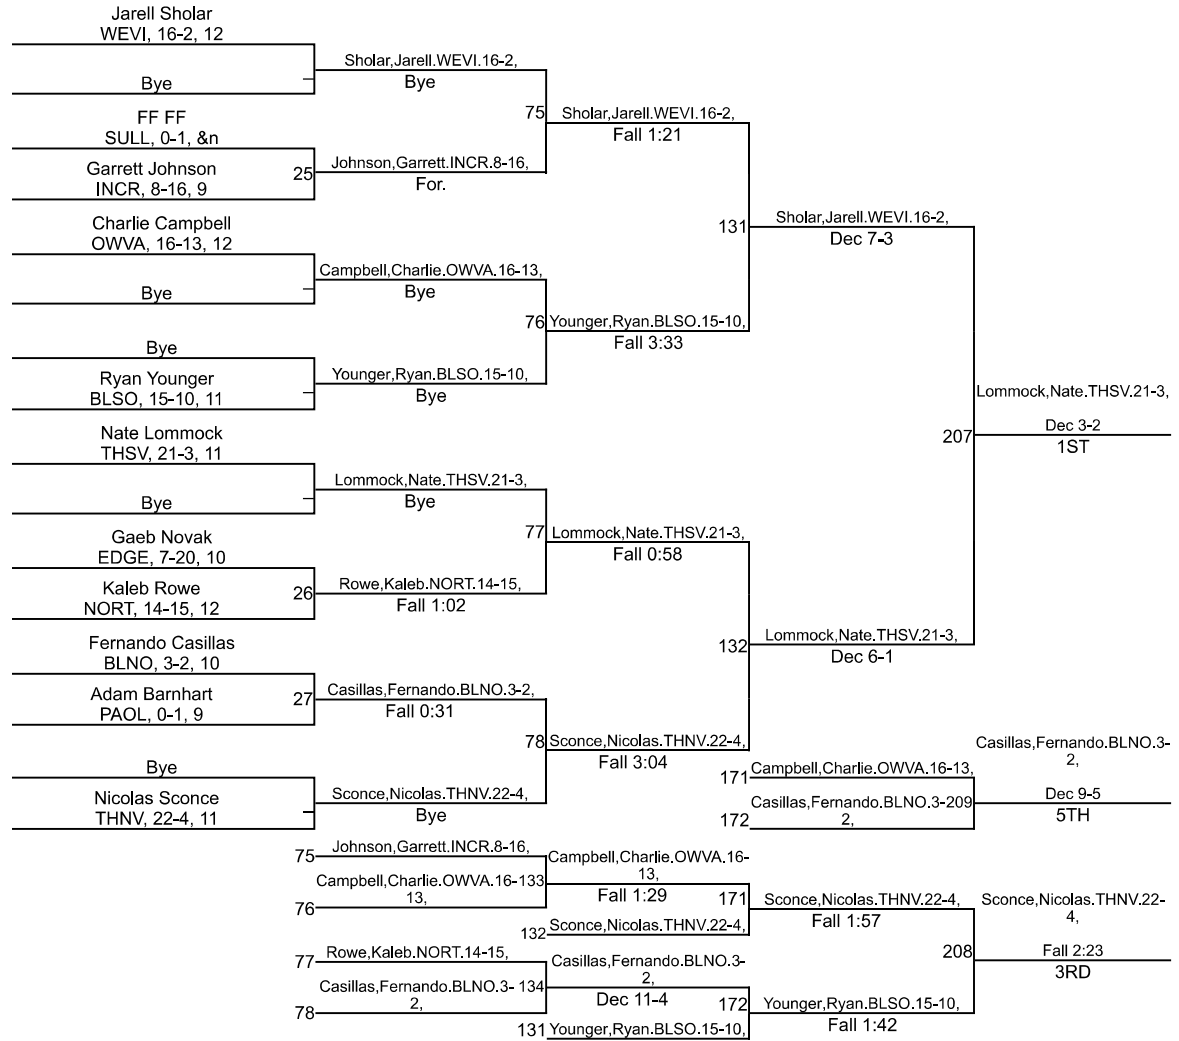 Jarell Sholar
WEVI, 16-2, 12
Bye
Sholar,Jarell.WEVI.16-2,
Bye
FF FF
SULL, 0-1, &n
Garrett Johnson
INCR, 8-16, 9
25
Johnson,Garrett.INCR.8-16,
For.
75
Sholar,Jarell.WEVI.16-2,
Fall 1:21
Charlie Campbell
OWVA, 16-13, 12
Bye
Campbell,Charlie.OWVA.16-13,
Bye
Bye
Ryan Younger
BLSO, 15-10, 11
Younger,Ryan.BLSO.15-10,
Bye
76
Younger,Ryan.BLSO.15-10,
Fall 3:33
131
Sholar,Jarell.WEVI.16-2,
Dec 7-3
Nate Lommock
THSV, 21-3, 11
Bye
Lommock,Nate.THSV.21-3,
Bye
Gaeb Novak
EDGE, 7-20, 10
Kaleb Rowe
NORT, 14-15, 12
26
Rowe,Kaleb.NORT.14-15,
Fall 1:02
77
Lommock,Nate.THSV.21-3,
Fall 0:58
Fernando Casillas
BLNO, 3-2, 10
Adam Barnhart
PAOL, 0-1, 9
27
Casillas,Fernando.BLNO.3-2,
Fall 0:31
Bye
Nicolas Sconce
THNV, 22-4, 11
Sconce,Nicolas.THNV.22-4,
Bye
78
Sconce,Nicolas.THNV.22-4,
Fall 3:04
132
Lommock,Nate.THSV.21-3,
Dec 6-1
207
Lommock,Nate.THSV.21-3,
Dec 3-2
1ST
171
Campbell,Charlie.OWVA.16-13,
172
Casillas,Fernando.BLNO.3-209
2,
Casillas,Fernando.BLNO.3-
2,
Dec 9-5
5TH
75
Johnson,Garrett.INCR.8-16,
76
Campbell,Charlie.OWVA.16-133
13,
Campbell,Charlie.OWVA.16-
13,
Fall 1:29
132
Sconce,Nicolas.THNV.22-4,
171
Sconce,Nicolas.THNV.22-4,
Fall 1:57
77
Rowe,Kaleb.NORT.14-15,
78
Casillas,Fernando.BLNO.3- 134
2,
Casillas,Fernando.BLNO.3-
2,
Dec 11-4
131
Younger,Ryan.BLSO.15-10,
172
Younger,Ryan.BLSO.15-10,
Fall 1:42
208
Sconce,Nicolas.THNV.22-
4,
Fall 2:23
3RD